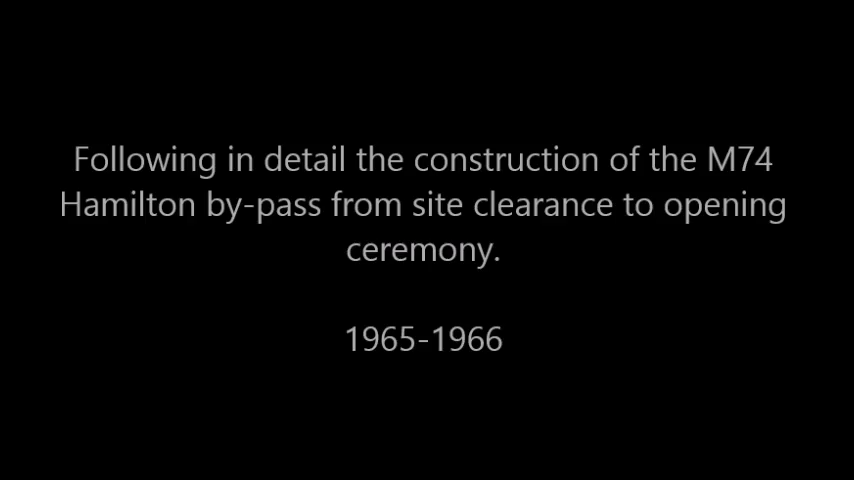 Following in detail the construction of the M74
Hamilton by-pass from site clearance to opening
ceremony.
1965-1966